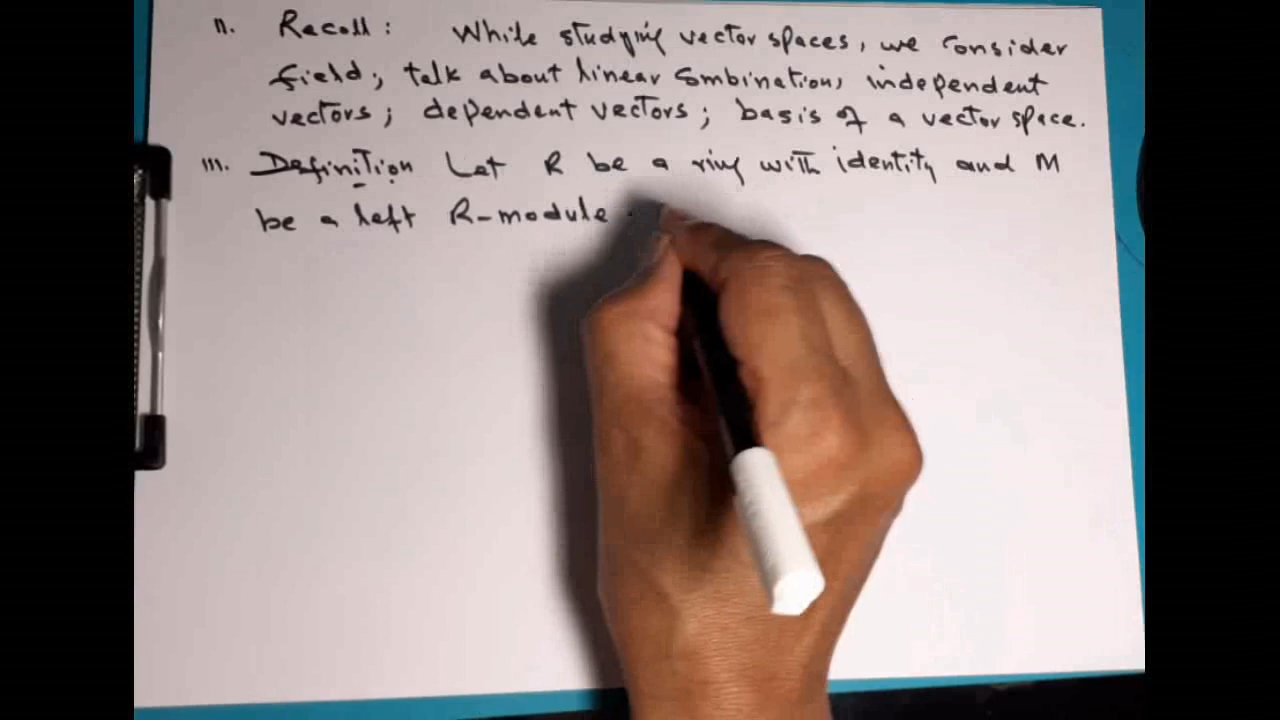 II. Recall: While studying vector spaces, we consider
field; talk about linear combination, independent
vectors; dependent vectors; basis of a vector space.
III. Definition Let R be a ring with identity and M
be a left R-module.